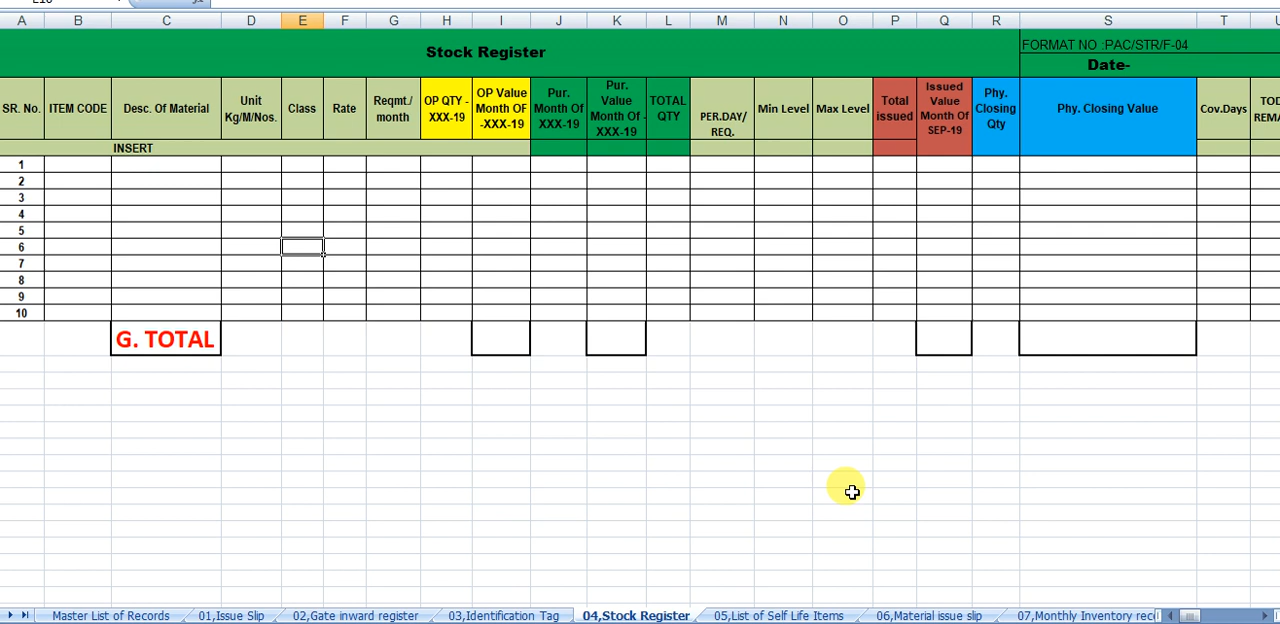 A B C D E F G H I J K L M N O P Q R S T
Stock Register
FORMAT NO :PAC/STR/F-04
Date-
SR. No. ITEM CODE Desc. Of Material Unit Kg/M/Nos. Class Rate Reqmt./ month OP QTY - XXX-19 OP Value Month OF -XXX-19 Pur. Month Of XXX-19 Pur. Value Month Of - XXX-19 TOTAL QTY PER.DAY/ REQ. Min Level Max Level Total issued Issued Value Month Of SEP-19 Phy. Closing Qty Phy. Closing Value Cov.Days
INSERT
1
2
3
4
5
6
7
8
9
10
G. TOTAL
Master List of Records 01,Issue Slip 02,Gate inward register 03,Identification Tag 04,Stock Register 05,List of Self Life Items 06,Material issue slip 07,Monthly Inventory rec